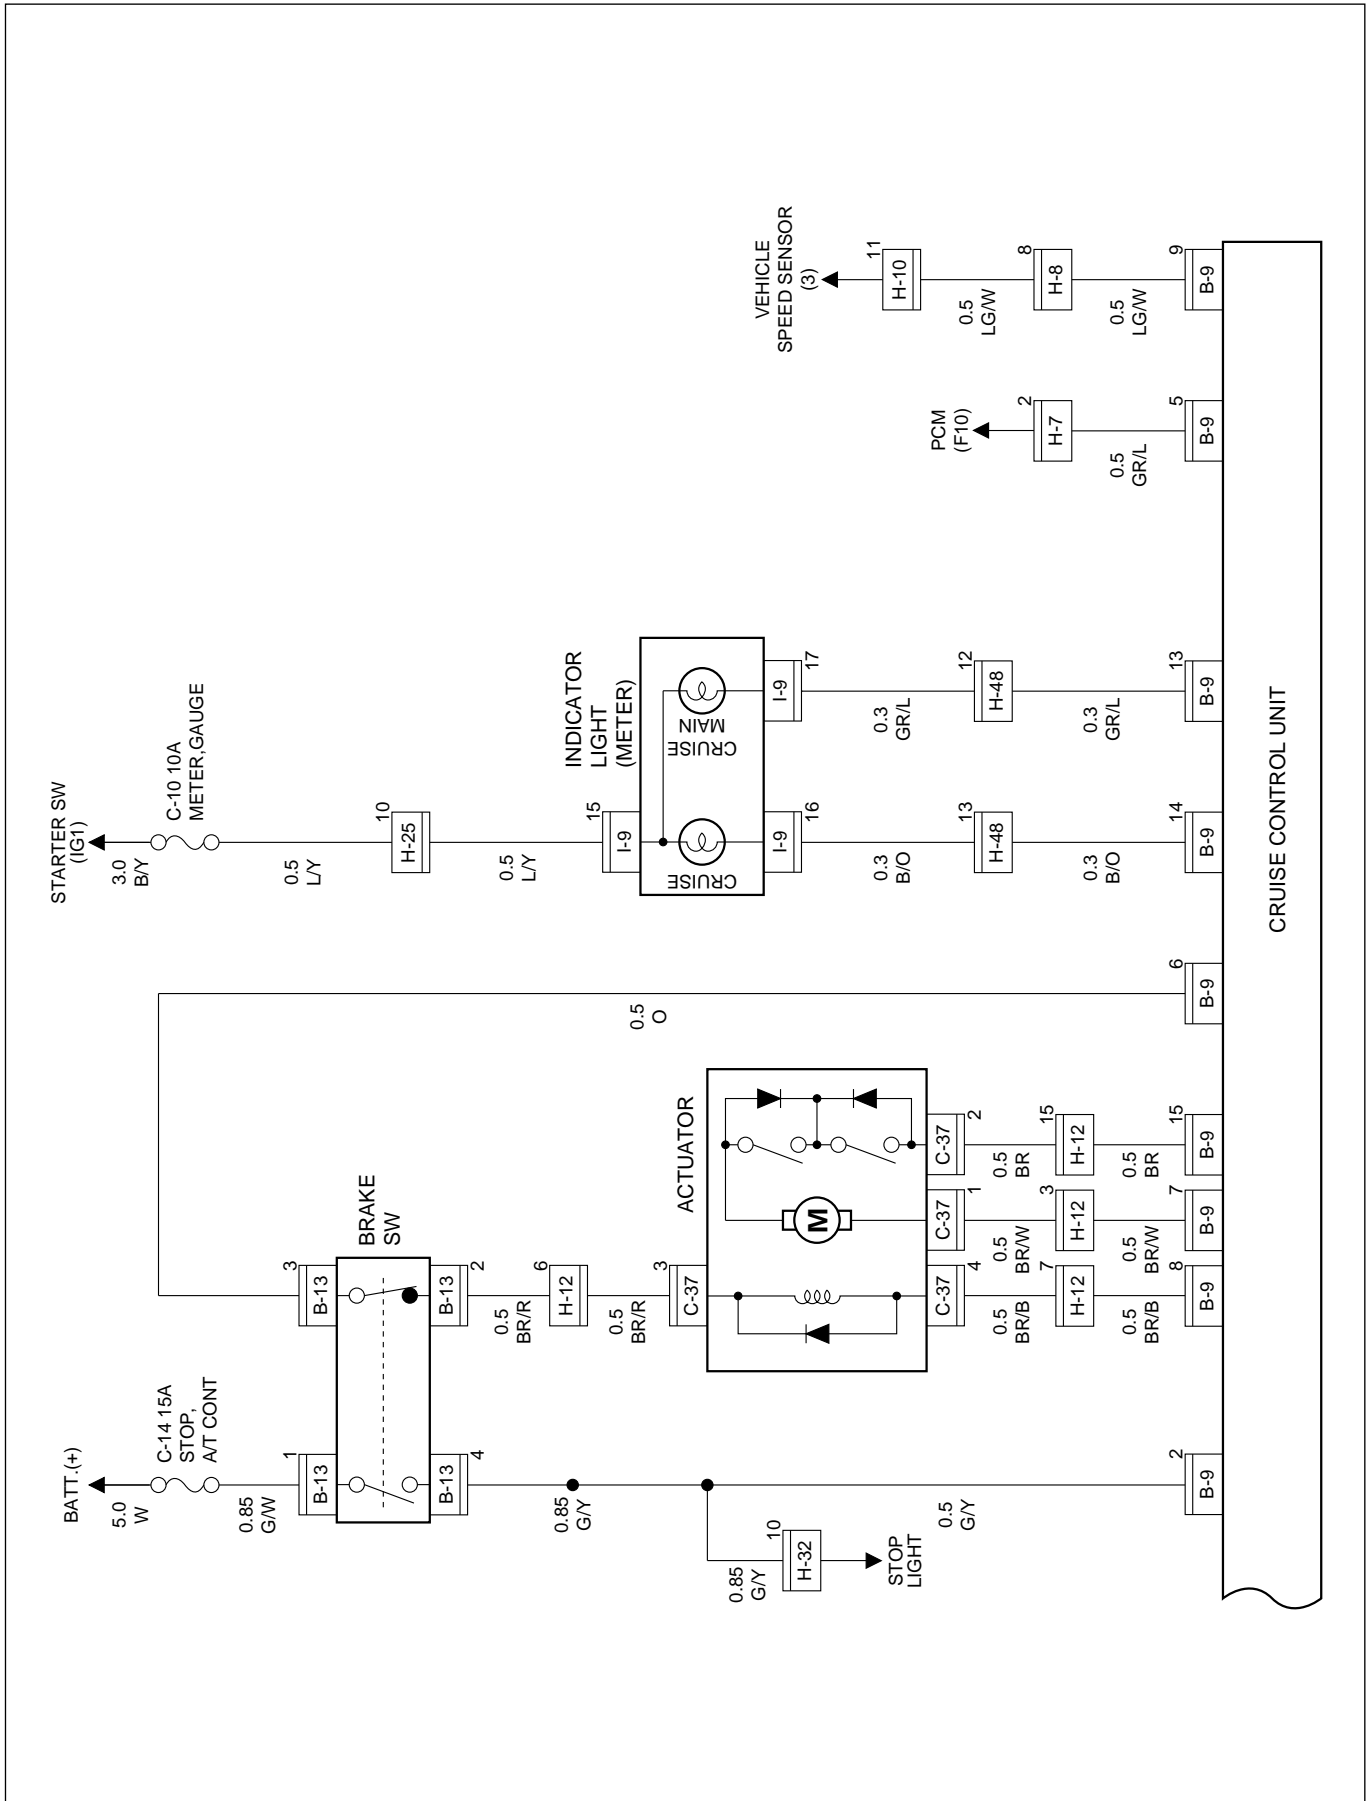 BATT.(+)
5.0
W
C-14 15A
STOP,
A/T CONT
0.85
G/W
1
B-13
3
B-13
BRAKE
SW
B-13
4
B-13
2
0.85
G/Y
0.85
G/Y
10
H-32
STOP
LIGHT
0.5
G/Y
2
B-9
0.5
BR/R
6
H-12
0.5
BR/R
3
C-37
ACTUATOR
M
C-37
4
C-37
1
C-37
2
0.5
BR/B
7
H-12
0.5
BR/B
8
B-9
0.5
BR/W
3
H-12
0.5
BR/W
7
B-9
0.5
BR
15
H-12
0.5
BR
15
B-9
0.5
O
6
B-9
STARTER SW
(IG1)
3.0
B/Y
C-10 10A
METER,GAUGE
0.5
L/Y
10
H-25
0.5
L/Y
15
I-9
INDICATOR
LIGHT
(METER)
CRUISE
CRUISE
MAIN
I-9
16
I-9
17
0.3
B/O
13
H-48
0.3
B/O
14
B-9
0.3
GR/L
12
H-48
0.3
GR/L
13
B-9
PCM
(F10)
2
H-7
0.5
GR/L
5
B-9
VEHICLE
SPEED SENSOR
(3)
11
H-10
0.5
LG/W
8
H-8
0.5
LG/W
9
B-9
CRUISE CONTROL UNIT